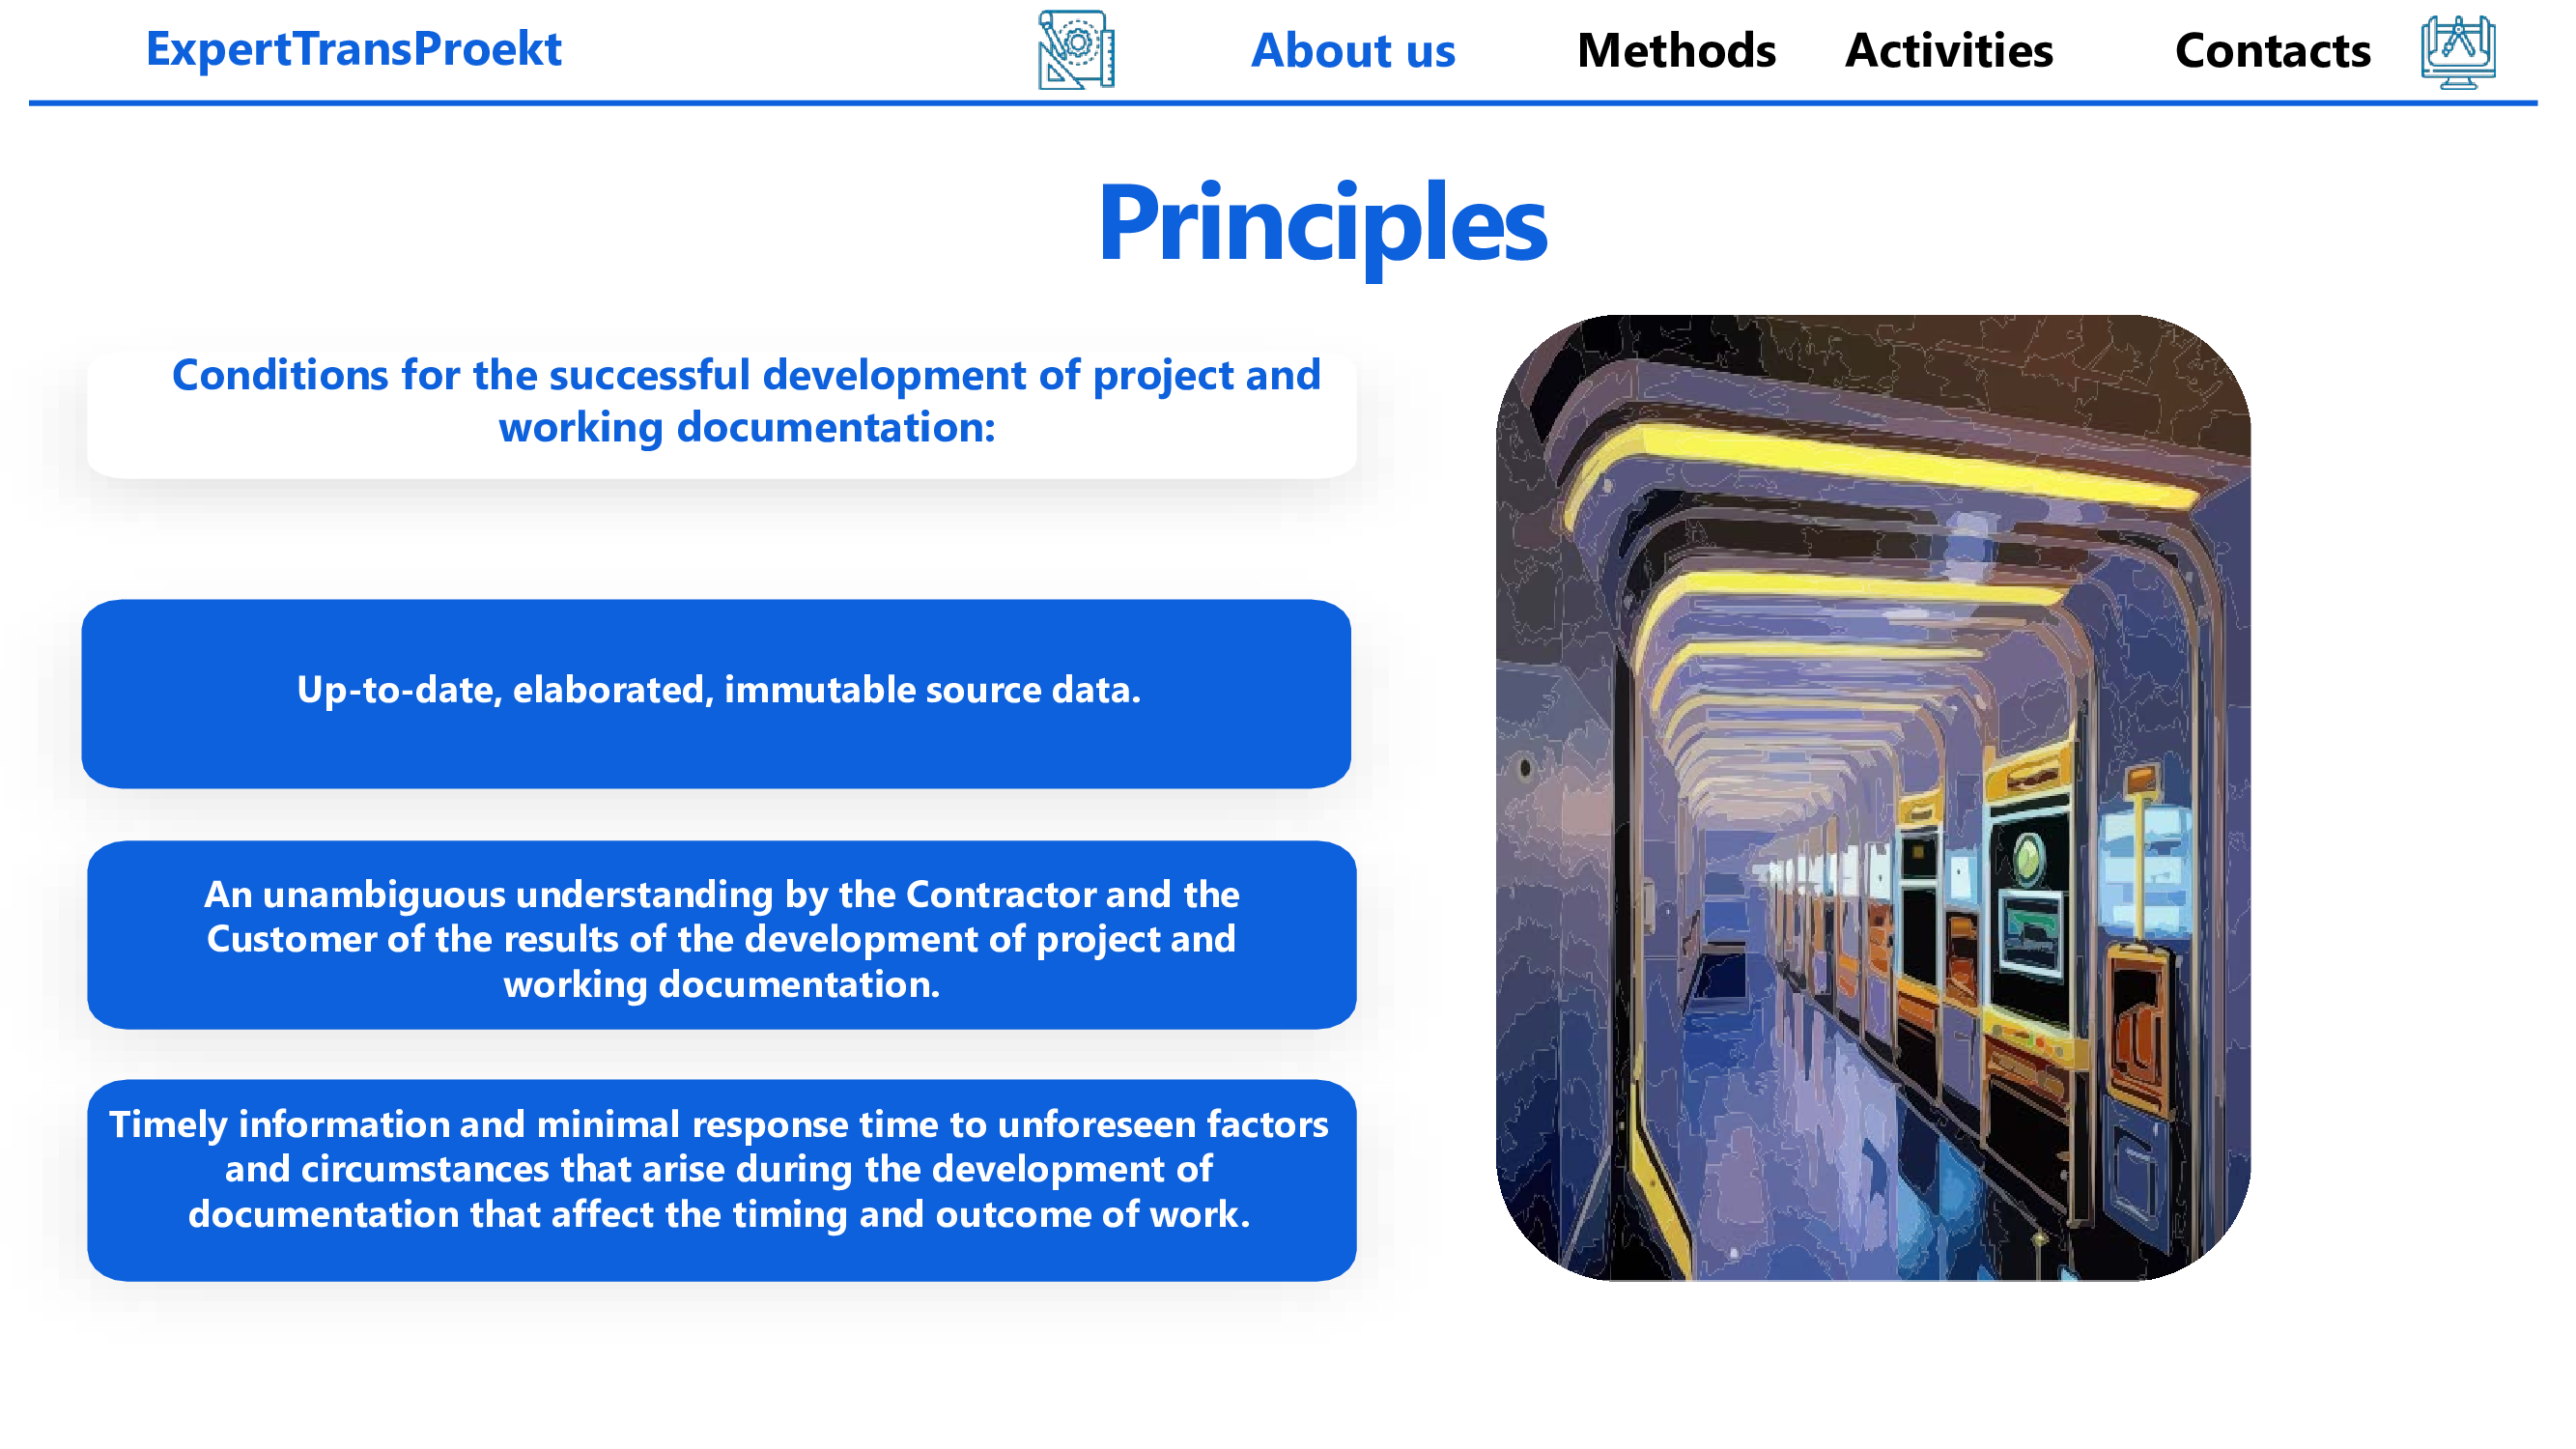 ExpertTransProekt
About us
Methods
Activities
Contacts
Principles
Conditions for the successful development of project and
working documentation:
Up-to-date, elaborated, immutable source data.
An unambiguous understanding by the Contractor and the
Customer of the results of the development of project and
working documentation.
Timely information and minimal response time to unforeseen factors
and circumstances that arise during the development of
documentation that affect the timing and outcome of work.